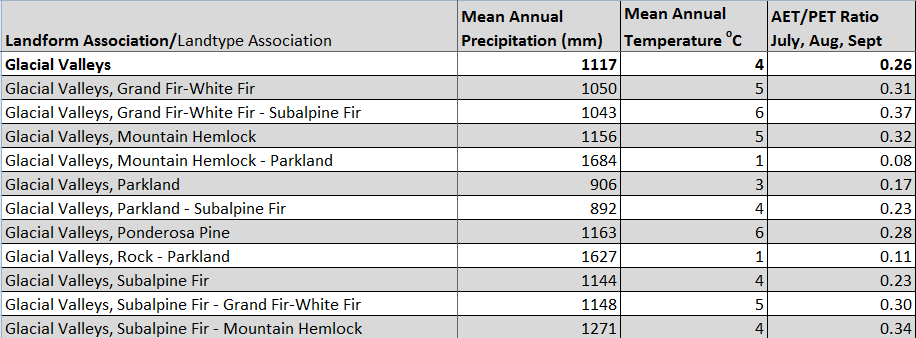 Landform Association/Landtype Association Mean Annual Precipitation (mm) Mean Annual Temperature °C AET/PET Ratio July, Aug, Sept
Glacial Valleys 1117 4 0.26
Glacial Valleys, Grand Fir-White Fir 1050 5 0.31
Glacial Valleys, Grand Fir-White Fir - Subalpine Fir 1043 6 0.37
Glacial Valleys, Mountain Hemlock 1156 5 0.32
Glacial Valleys, Mountain Hemlock - Parkland 1684 1 0.08
Glacial Valleys, Parkland 906 3 0.17
Glacial Valleys, Parkland - Subalpine Fir 892 4 0.23
Glacial Valleys, Ponderosa Pine 1163 6 0.28
Glacial Valleys, Rock - Parkland 1627 1 0.11
Glacial Valleys, Subalpine Fir 1144 4 0.23
Glacial Valleys, Subalpine Fir - Grand Fir-White Fir 1148 5 0.30
Glacial Valleys, Subalpine Fir - Mountain Hemlock 1271 4 0.34